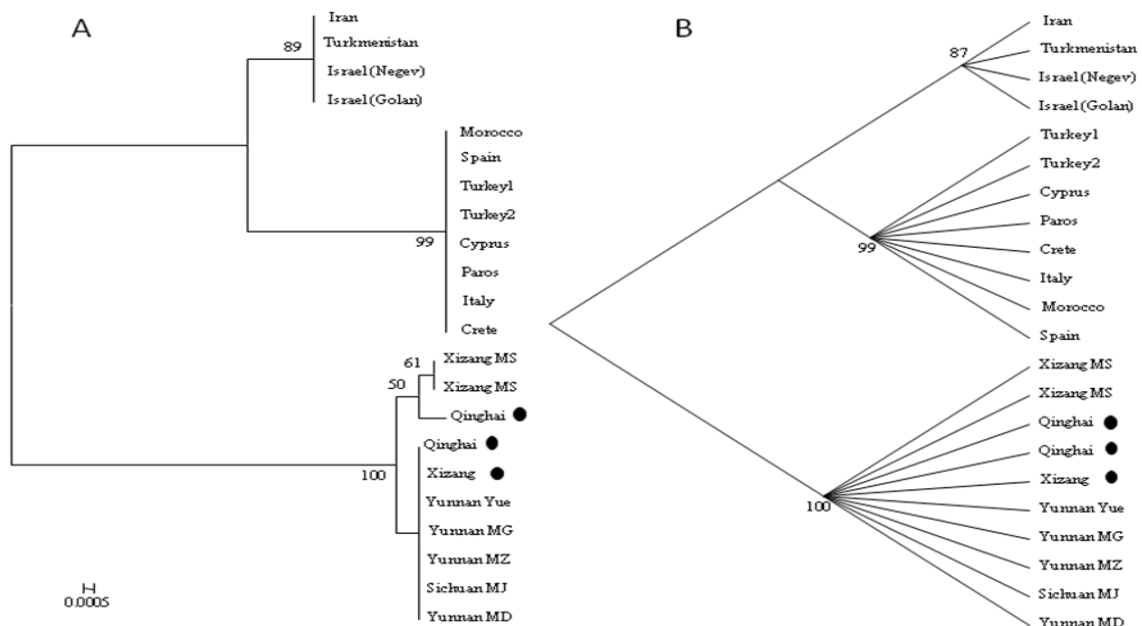 A
Iran
Turkmenistan
Israel (Negev)
Israel (Golan)
89
Morocco
Spain
Turkey1
Turkey2
Cyprus
Paros
Italy
Crete
99
Xizang MS
Xizang MS
Qinghai
61
50
Qinghai
Xizang
Yunnan Yue
Yunnan MG
Yunnan MZ
Sichuan MJ
Yunnan MD
100
0.0005
B
Iran
Turkmenistan
Israel (Negev)
Israel (Golan)
87
Turkey1
Turkey2
Cyprus
Paros
Crete
Italy
Morocco
Spain
99
Xizang MS
Xizang MS
Qinghai
Qinghai
Xizang
Yunnan Yue
Yunnan MG
Yunnan MZ
Sichuan MJ
Yunnan MD
100